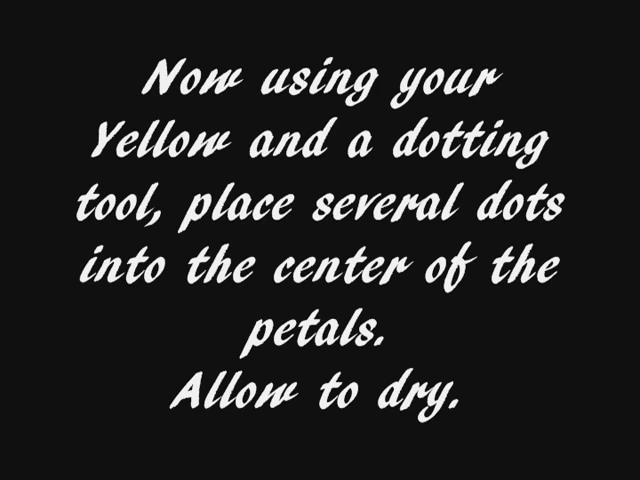 Now using your
Yellow and a dotting
tool, place several dots
into the center of the
petals.
Allow to dry.